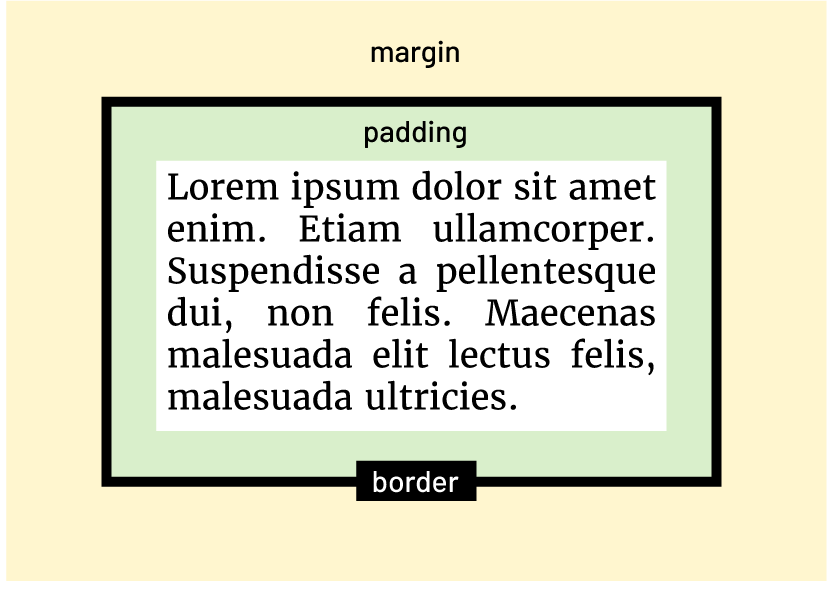 margin
padding
Lorem ipsum dolor sit amet
enim. Etiam ullamcorper.
Suspendisse a pellentesque
dui, non felis. Maecenas
malesuada elit lectus felis,
malesuada ultricies.
border